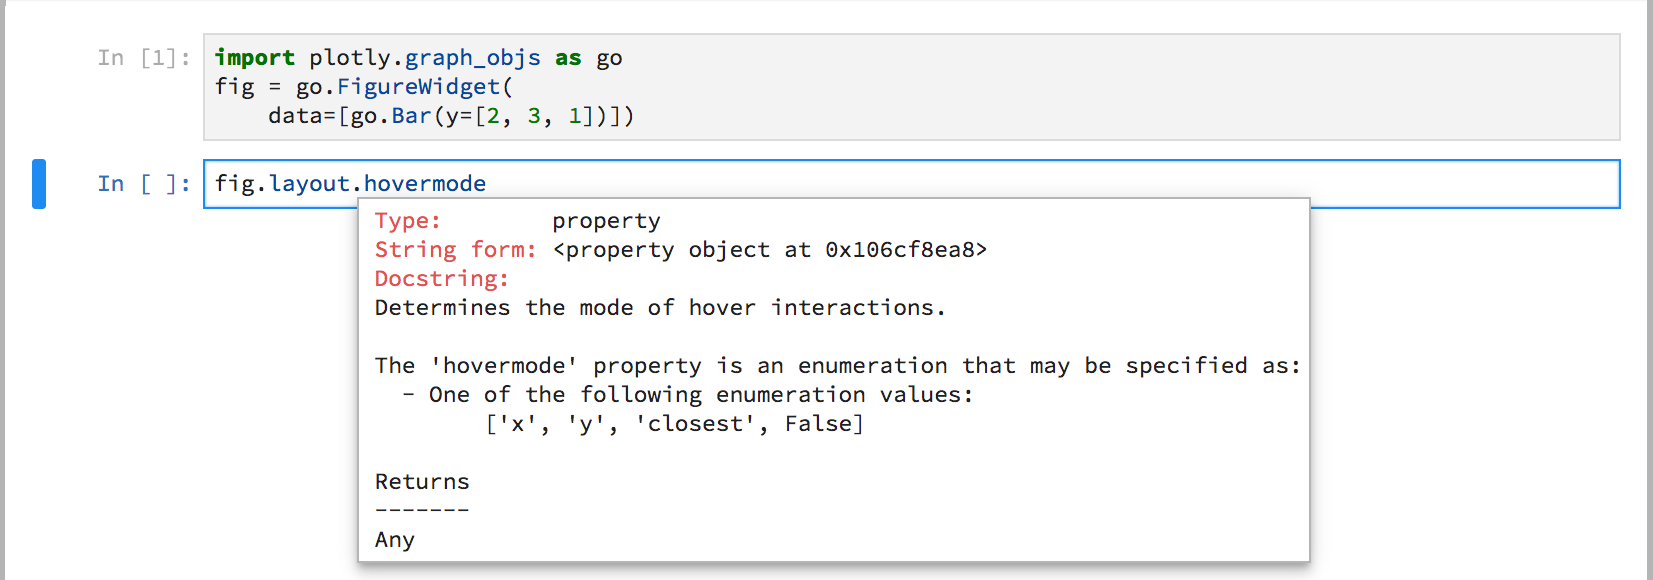 In [1]: import plotly.graph_objs as go
fig = go.FigureWidget(
    data=[go.Bar(y=[2, 3, 1])])
In [ ]: fig.layout.hovermode
Type:        property
String form: <property object at 0x106cf8ea8>
Docstring:
Determines the mode of hover interactions.

The 'hovermode' property is an enumeration that may be specified as:
  - One of the following enumeration values:
        ['x', 'y', 'closest', False]

Returns
-------
Any